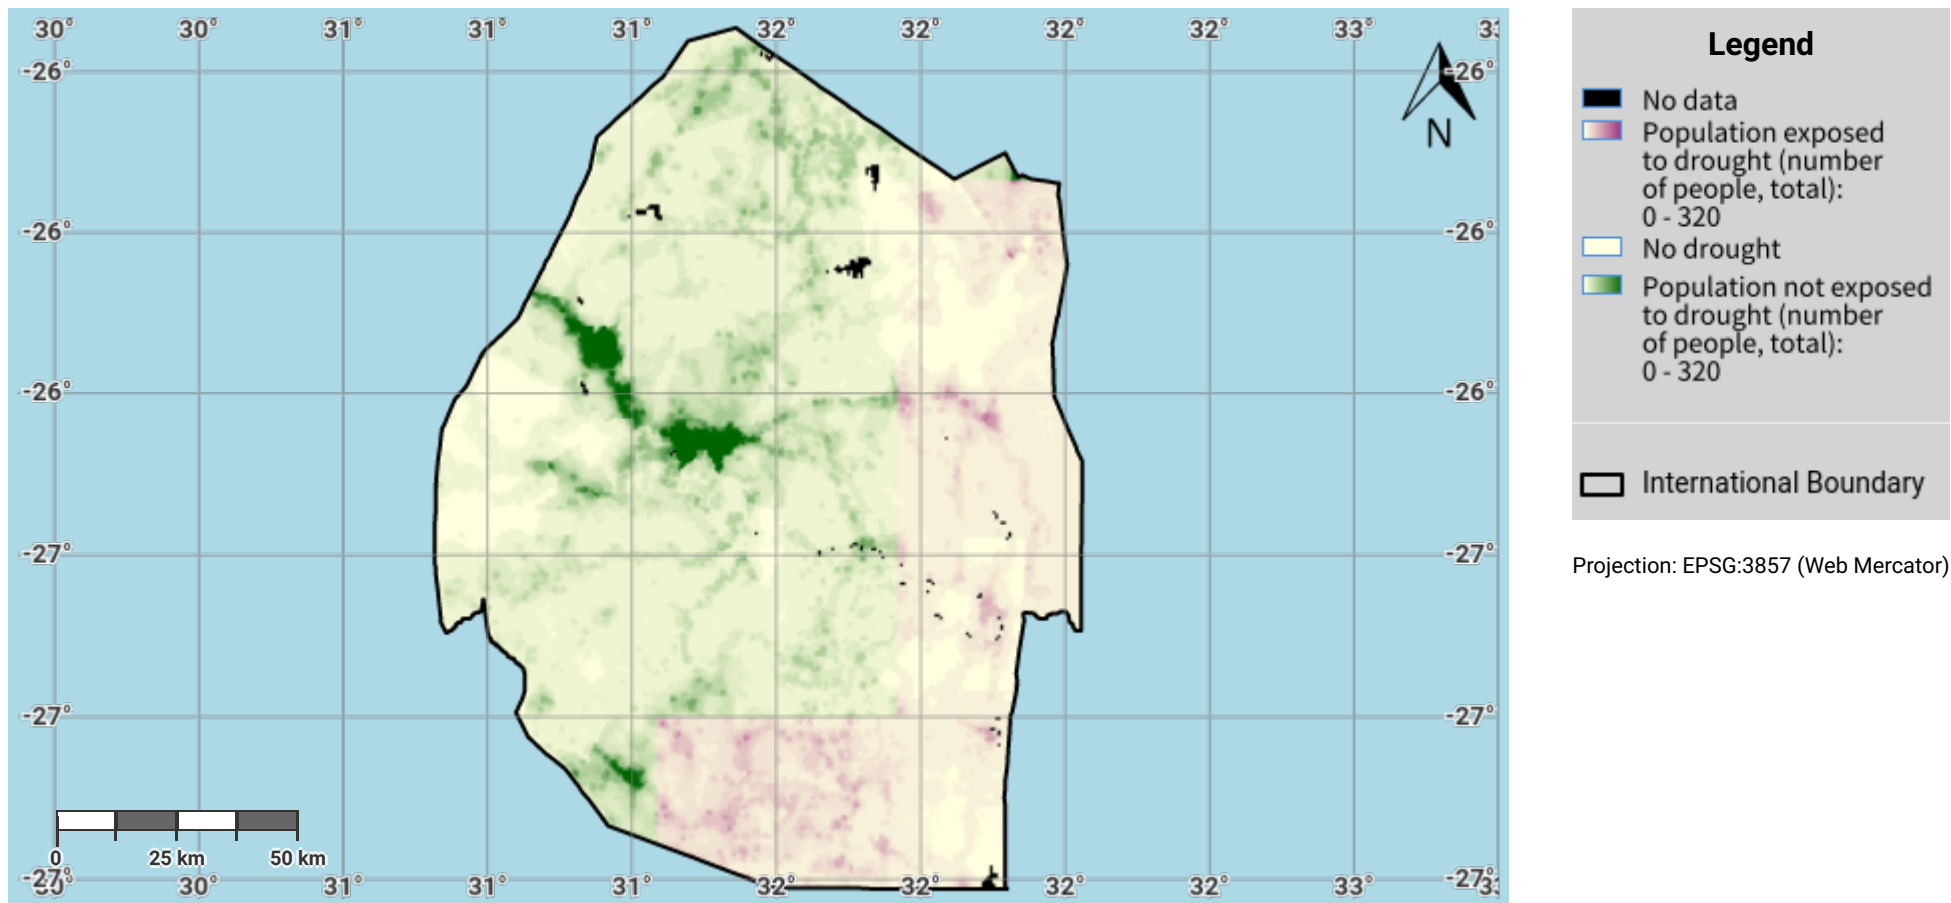 30° 30° 31° 31° 31° 32° 32° 32° 32° 33°
-26° -26°
N
-26° -26°
-26° -26°
-27° -27°
-27° -27°
0 25 km 50 km
-27° -27°
30° 31° 31° 31° 32° 32° 32° 32° 33°
Legend
No data
Population exposed
to drought (number
of people, total):
0 - 320
No drought
Population not exposed
to drought (number
of people, total):
0 - 320
International Boundary
Projection: EPSG:3857 (Web Mercator)